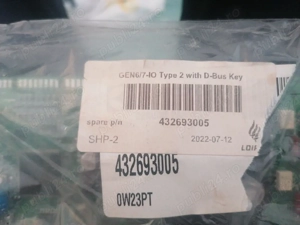 GEN6/7-IO Type 2 with D-Bus Key
spare p/n 432693005
SHP-2 2022-07-12
432693005
0W23PT